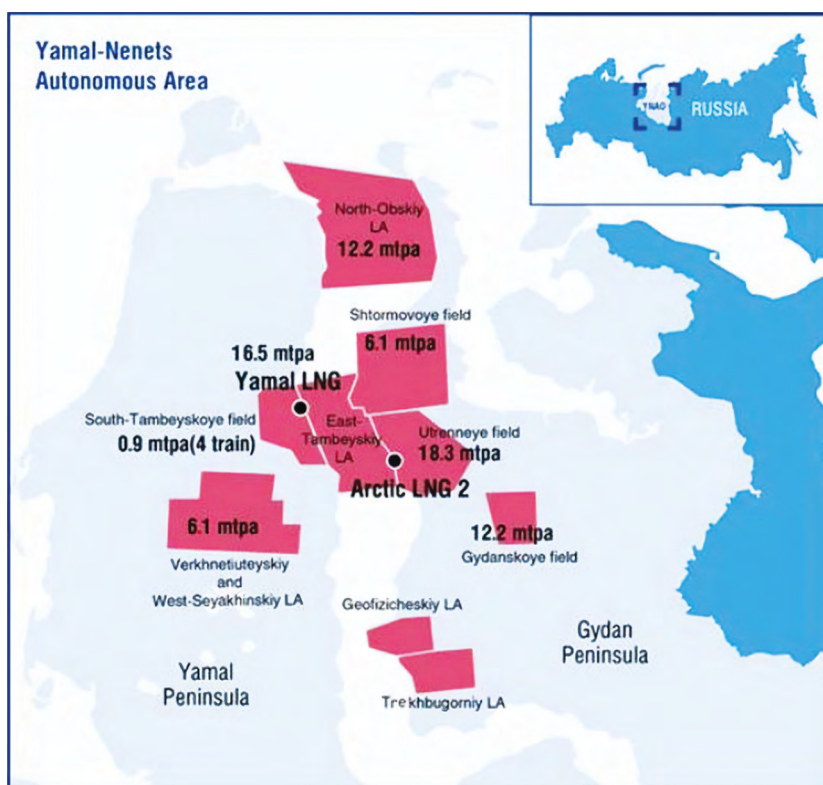 Yamal-Nenets
Autonomous Area
YNAO
RUSSIA
North-Obskiy
LA
12.2 mtpa
Shtormovoye field
6.1 mtpa
16.5 mtpa
Yamal LNG
South-Tambeyskoye field
0.9 mtpa(4 train)
East-
Tambeyskiy
LA
Utrenneye field
18.3 mtpa
Arctic LNG 2
6.1 mtpa
Verkhnetiuteyskiy
and
West-Seyakhinskiy LA
12.2 mtpa
Gydanskoye field
Geofizicheskiy LA
Trekhbugorniy LA
Yamal
Peninsula
Gydan
Peninsula